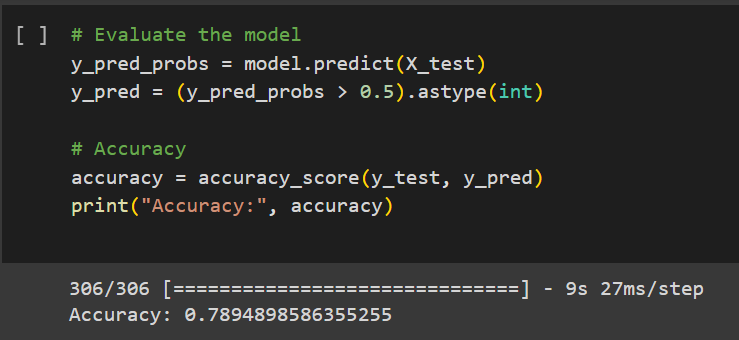 [ ] # Evaluate the model
y_pred_probs = model.predict(X_test)
y_pred = (y_pred_probs > 0.5).astype(int)
# Accuracy
accuracy = accuracy_score(y_test, y_pred)
print("Accuracy:", accuracy)
306/306 [==============================] - 9s 27ms/step
Accuracy: 0.7894898586355255